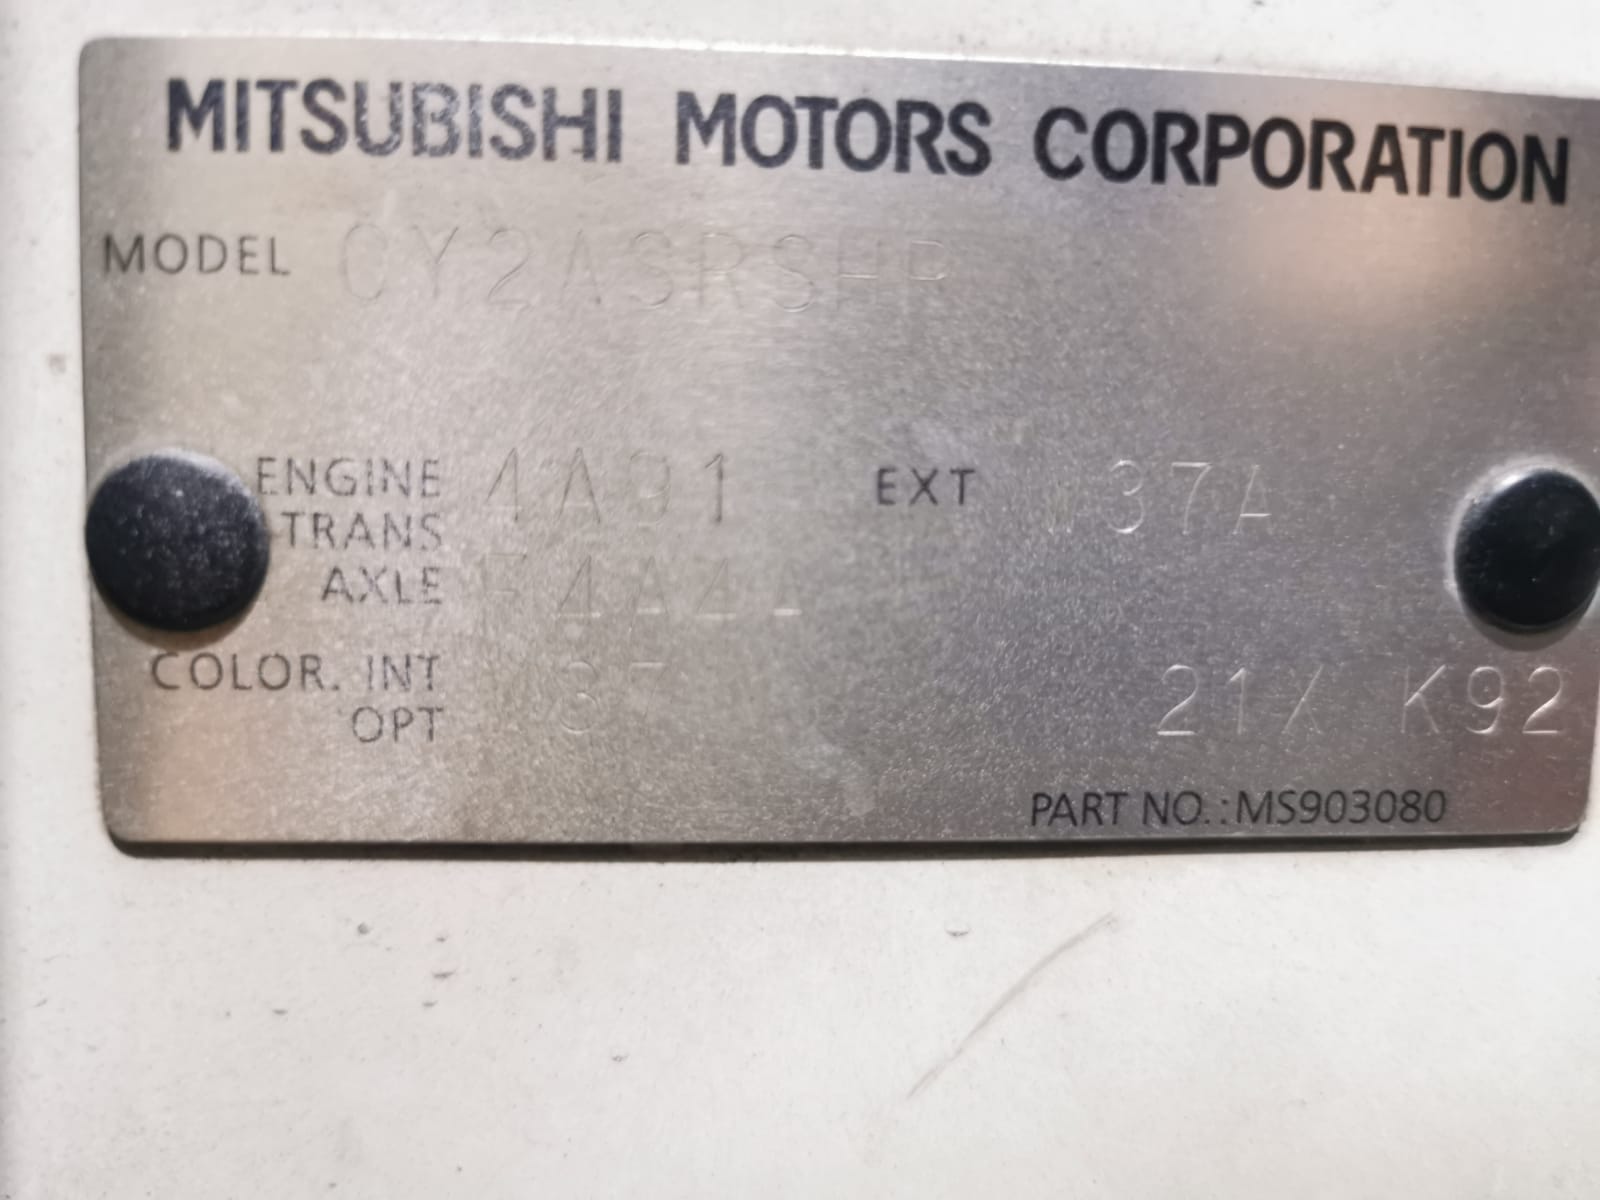 MITSUBISHI MOTORS CORPORATION
MODEL CY2ASRSHP
ENGINE 4A91 EXT W37A
TRANS
AXLE F4A4A
COLOR. INT 87 21X K92
OPT
PART NO.:MS903080